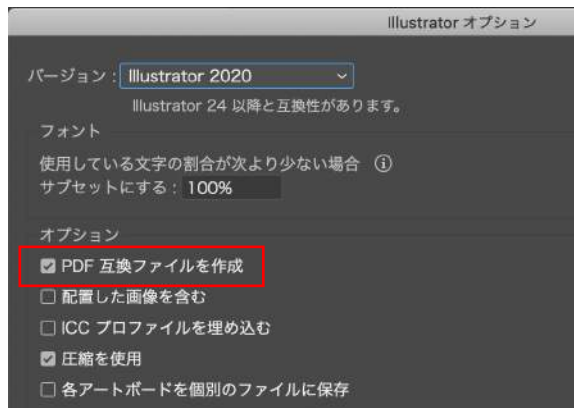 Illustrator オプション
バージョン : Illustrator 2020
Illustrator 24 以降と互換性があります。
フォント
使用している文字の割合が次より少ない場合
サブセットにする : 100%
オプション
PDF 互換ファイルを作成
配置した画像を含む
ICC プロファイルを埋め込む
圧縮を使用
各アートボードを個別のファイルに保存